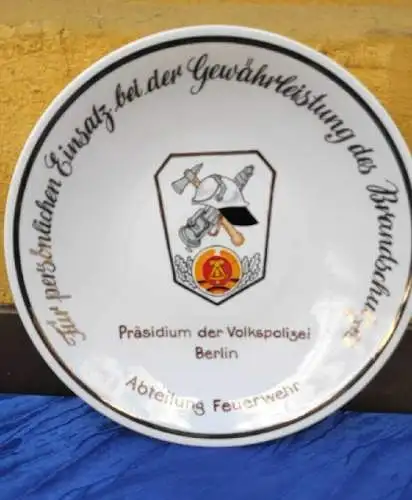 Für persönlichen Einsatz bei der Gewährleistung des Brandschutzes
Präsidium der Volkspolizei
Berlin
Abteilung Feuerwehr